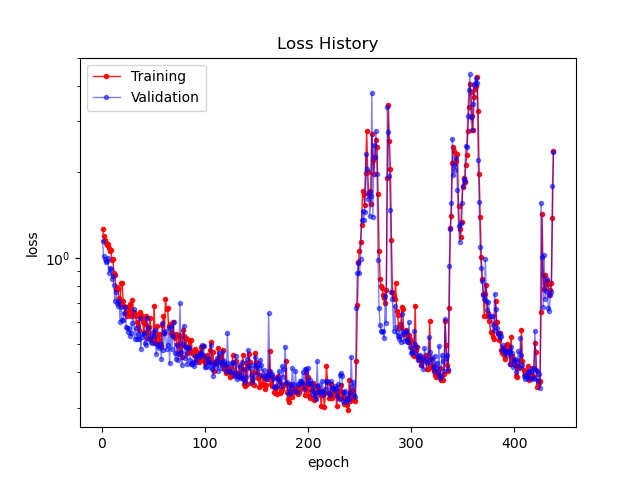 Loss History
Training
Validation
loss
10⁰
0
100
200
300
400
epoch